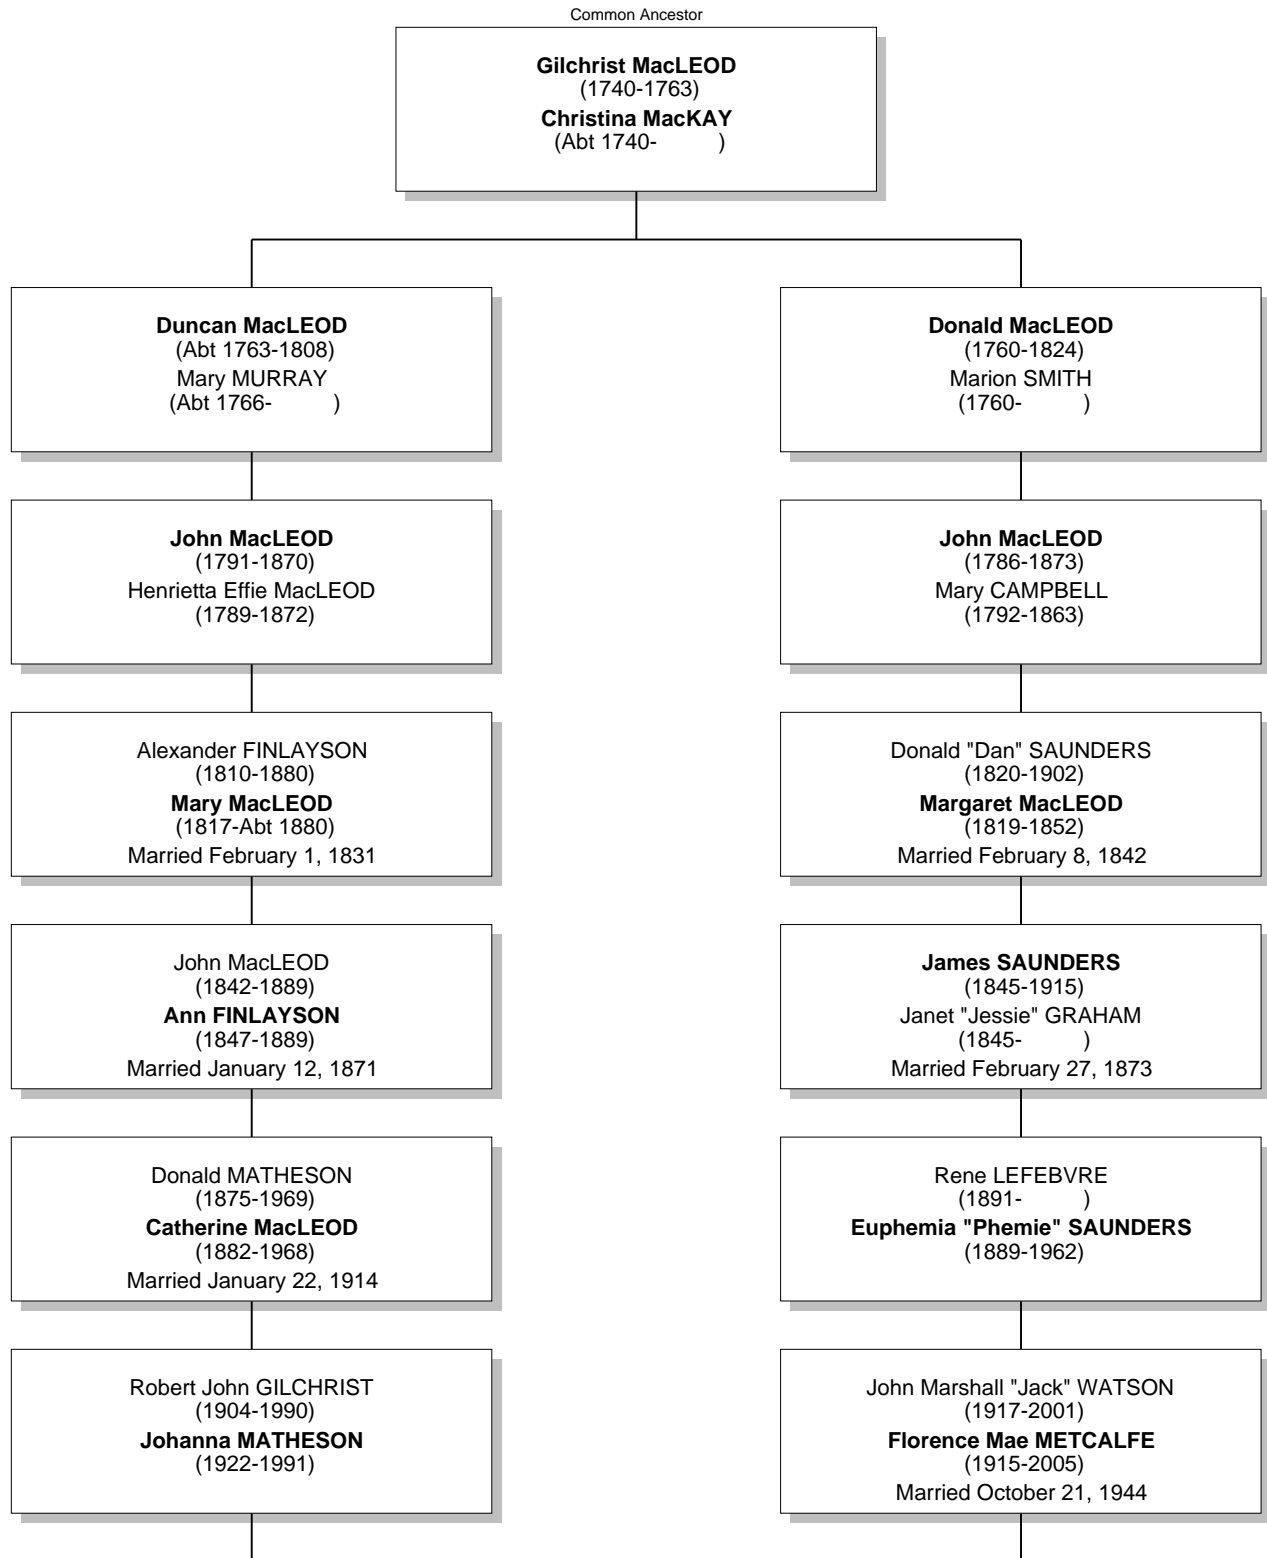 Common Ancestor
Gilchrist MacLEOD
(1740-1763)
Christina MacKAY
(Abt 1740- )
Duncan MacLEOD
(Abt 1763-1808)
Mary MURRAY
(Abt 1766- )
Donald MacLEOD
(1760-1824)
Marion SMITH
(1760- )
John MacLEOD
(1791-1870)
Henrietta Effie MacLEOD
(1789-1872)
John MacLEOD
(1786-1873)
Mary CAMPBELL
(1792-1863)
Alexander FINLAYSON
(1810-1880)
Mary MacLEOD
(1817-Abt 1880)
Married February 1, 1831
Donald "Dan" SAUNDERS
(1820-1902)
Margaret MacLEOD
(1819-1852)
Married February 8, 1842
John MacLEOD
(1842-1889)
Ann FINLAYSON
(1847-1889)
Married January 12, 1871
James SAUNDERS
(1845-1915)
Janet "Jessie" GRAHAM
(1845- )
Married February 27, 1873
Donald MATHESON
(1875-1969)
Catherine MacLEOD
(1882-1968)
Married January 22, 1914
Rene LEFEBVRE
(1891- )
Euphemia "Phemie" SAUNDERS
(1889-1962)
Robert John GILCHRIST
(1904-1990)
Johanna MATHESON
(1922-1991)
John Marshall "Jack" WATSON
(1917-2001)
Florence Mae METCALFE
(1915-2005)
Married October 21, 1944